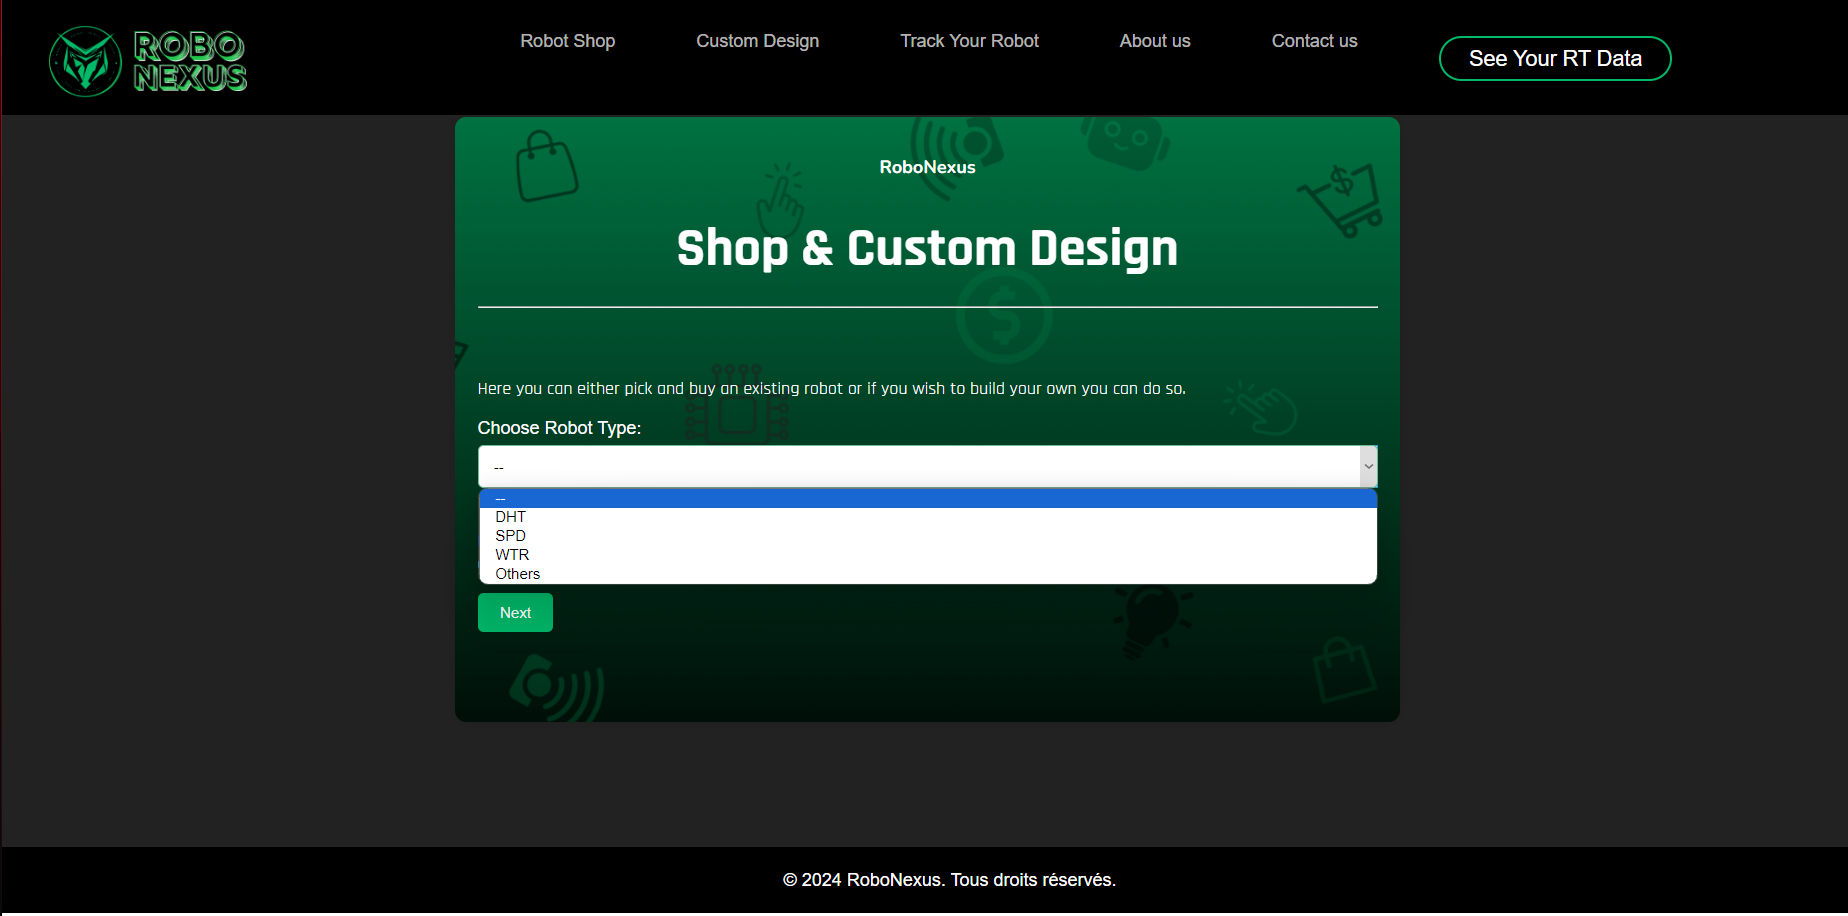 ROBO
NEXUS
Robot Shop
Custom Design
Track Your Robot
About us
Contact us
See Your RT Data
RoboNexus
Shop & Custom Design
Here you can either pick and buy an existing robot or if you wish to build your own you can do so.
Choose Robot Type:
--
--
DHT
SPD
WTR
Others
Next
© 2024 RoboNexus. Tous droits réservés.